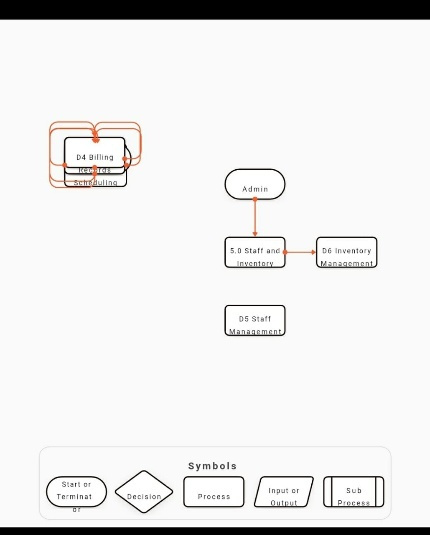 D4 Billing
Records
Scheduling
Admin
5.0 Staff and
Inventory
D6 Inventory
Management
D5 Staff
Management
Symbols
Start or
Terminat
or
Decision
Process
Input or
Output
Sub
Process